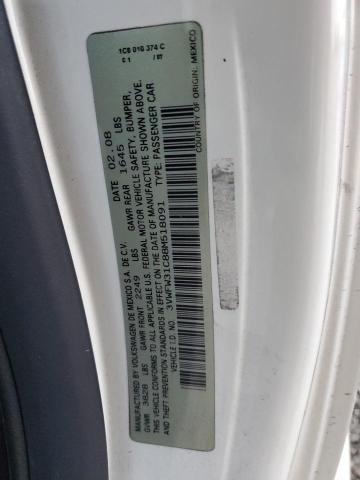 1C8 010 374 C
C 1 / 07
MANUFACTURED BY VOLKSWAGEN DE MEXICO S.A. DE C.V. DATE 02.08
GVWR 3828 LBS GAWR FRONT 2249 LBS GAWR REAR 1645 LBS
THIS VEHICLE CONFORMS TO ALL APPLICABLE U.S. FEDERAL MOTOR VEHICLE SAFETY, BUMPER,
AND THEFT PREVENTION STANDARDS IN EFFECT ON THE DATE OF MANUFACTURE SHOWN ABOVE.
VEHICLE I.D. NO. 3VWFW31C88M518091 TYPE: PASSENGER CAR
COUNTRY OF ORIGIN: MEXICO